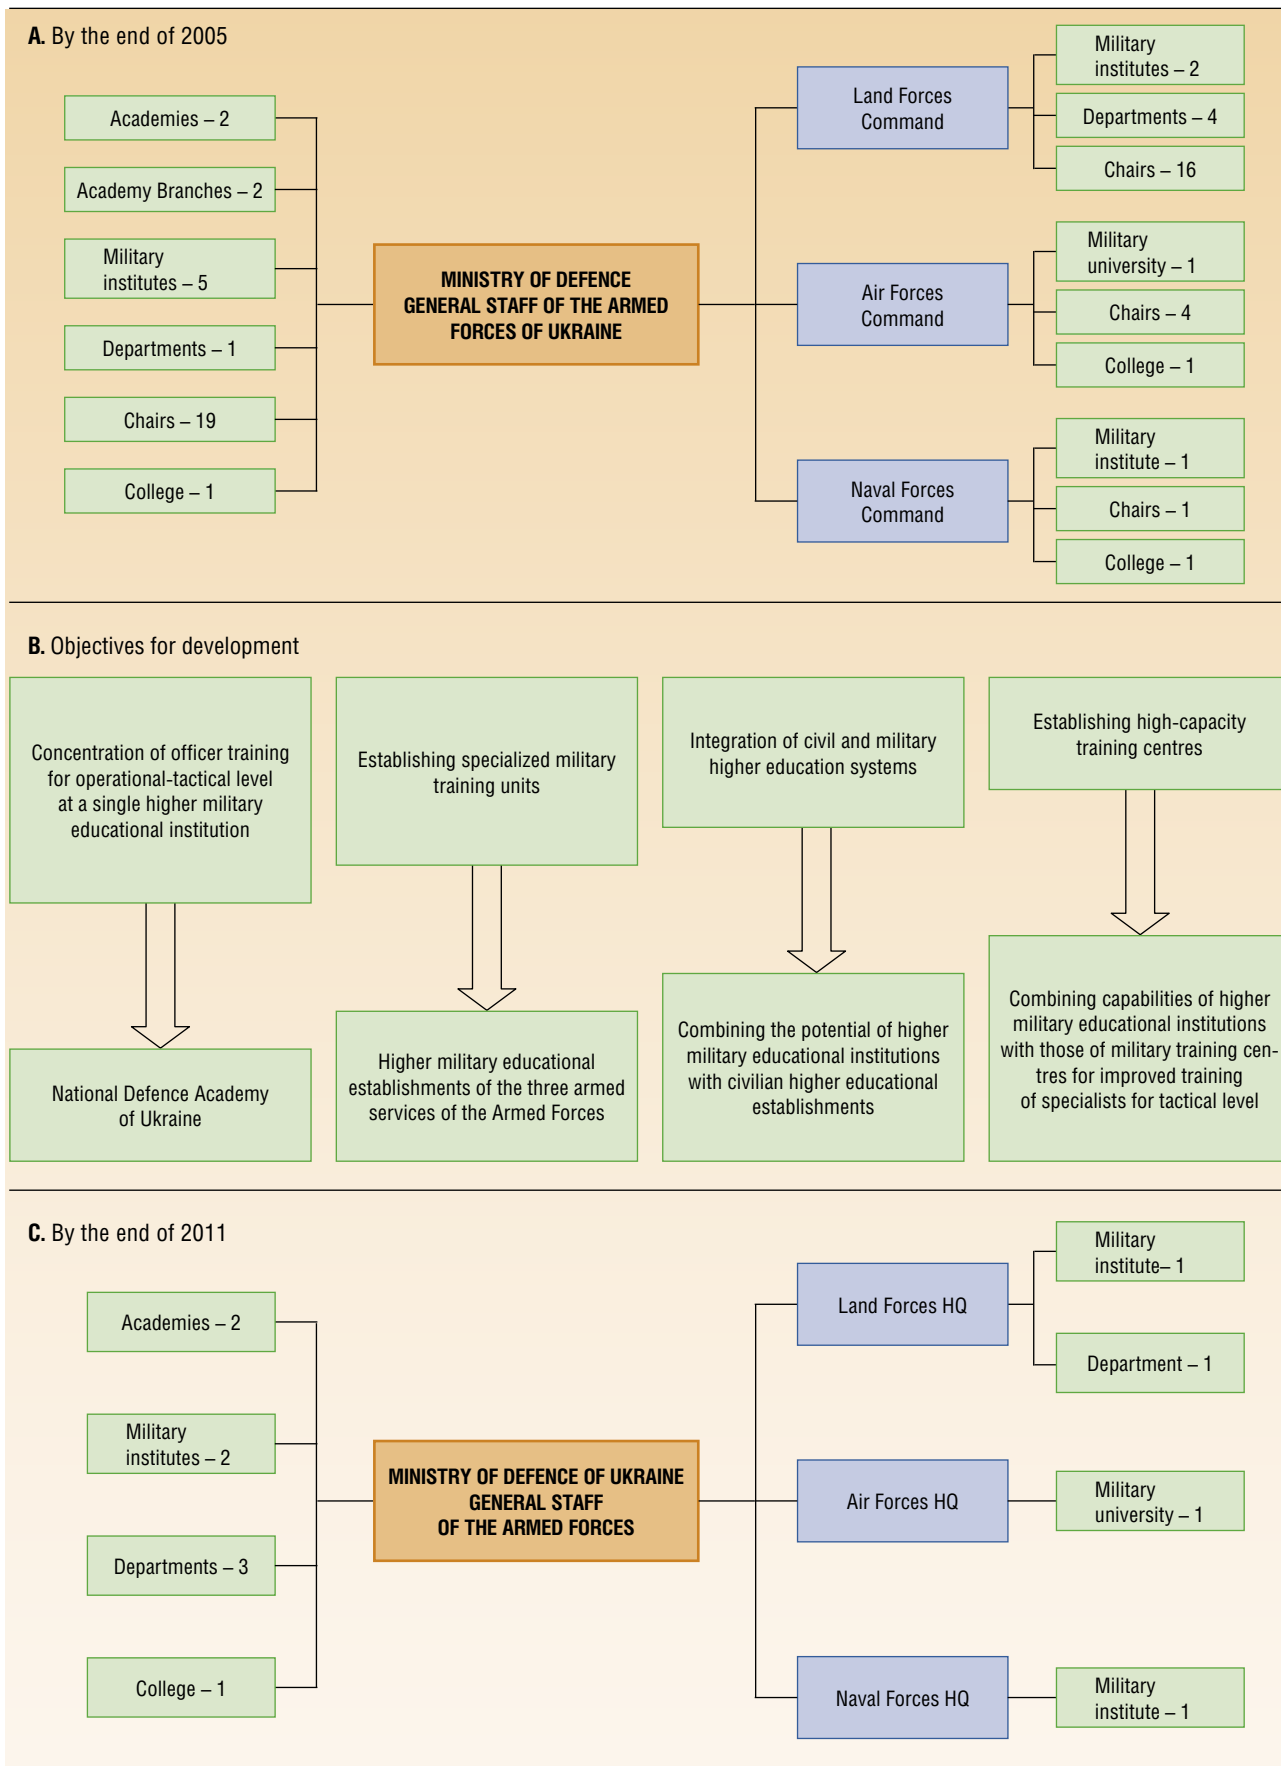 A. By the end of 2005
Academies – 2
Academy Branches – 2
Military
institutes – 5
Departments – 1
Chairs – 19
College – 1
MINISTRY OF DEFENCE
GENERAL STAFF OF THE ARMED
FORCES OF UKRAINE
Land Forces
Command
Military
institutes – 2
Departments – 4
Chairs – 16
Air Forces
Command
Military
university – 1
Chairs – 4
College – 1
Naval Forces
Command
Military
institute – 1
Chairs – 1
College – 1
B. Objectives for development
Concentration of officer training
for operational-tactical level
at a single higher military
educational institution
National Defence Academy
of Ukraine
Establishing specialized military
training units
Higher military educational
establishments of the three armed
services of the Armed Forces
Integration of civil and military
higher education systems
Combining the potential of higher
military educational institutions
with civilian higher educational
establishments
Establishing high-capacity
training centres
Combining capabilities of higher
military educational institutions
with those of military training cen-
tres for improved training
of specialists for tactical level
C. By the end of 2011
Academies – 2
Military
institutes – 2
Departments – 3
College – 1
MINISTRY OF DEFENCE OF UKRAINE
GENERAL STAFF
OF THE ARMED FORCES
Land Forces HQ
Military
institute– 1
Department – 1
Air Forces HQ
Military
university – 1
Naval Forces HQ
Military
institute – 1